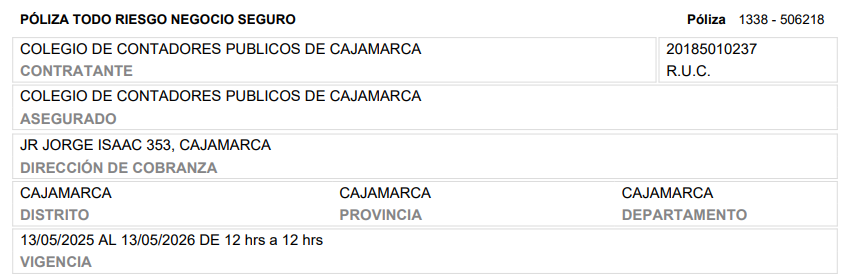 PÓLIZA TODO RIESGO NEGOCIO SEGURO Póliza 1338 - 506218
COLEGIO DE CONTADORES PUBLICOS DE CAJAMARCA 20185010237
CONTRATANTE R.U.C.
COLEGIO DE CONTADORES PUBLICOS DE CAJAMARCA
ASEGURADO
JR JORGE ISAAC 353, CAJAMARCA
DIRECCIÓN DE COBRANZA
CAJAMARCA CAJAMARCA CAJAMARCA
DISTRITO PROVINCIA DEPARTAMENTO
13/05/2025 AL 13/05/2026 DE 12 hrs a 12 hrs
VIGENCIA